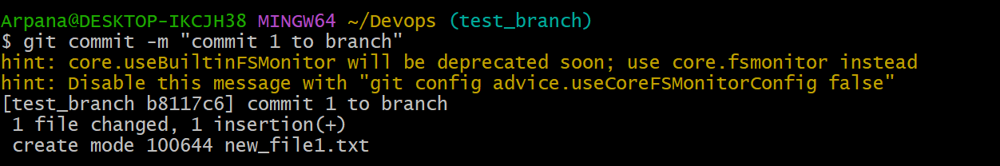 Arpana@DESKTOP-IKCJH38 MINGW64 ~/Devops (test_branch)
$ git commit -m "commit 1 to branch"
hint: core.useBuiltinFSMonitor will be deprecated soon; use core.fsmonitor instead
hint: Disable this message with "git config advice.useCoreFSMonitorConfig false"
[test_branch b8117c6] commit 1 to branch
 1 file changed, 1 insertion(+)
 create mode 100644 new_file1.txt